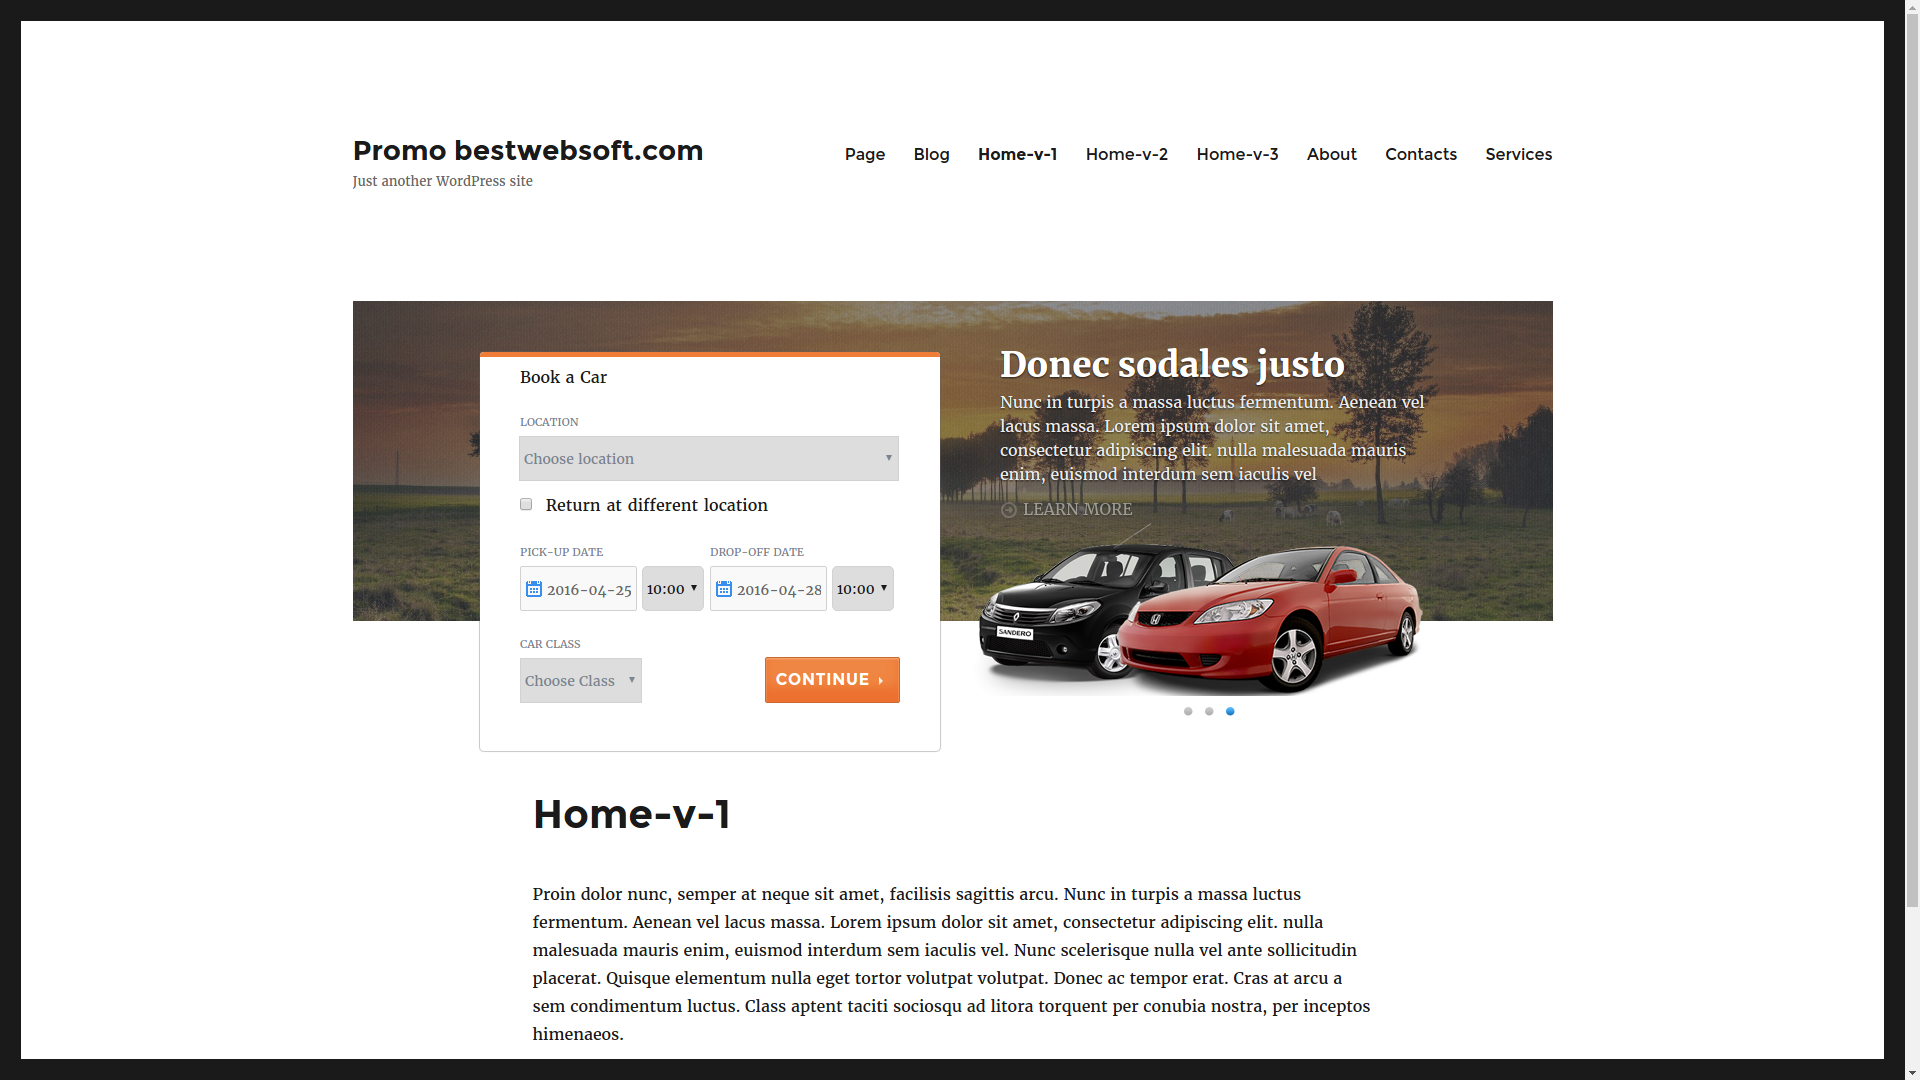 Promo bestwebsoft.com
Just another WordPress site
Page Blog Home-v-1 Home-v-2 Home-v-3 About Contacts Services
Book a Car
LOCATION
Choose location
Return at different location
PICK-UP DATE DROP-OFF DATE
2016-04-25 10:00 2016-04-28 10:00
CAR CLASS
Choose Class
CONTINUE
Donec sodales justo
Nunc in turpis a massa luctus fermentum. Aenean vel
lacus massa. Lorem ipsum dolor sit amet,
consectetur adipiscing elit. nulla malesuada mauris
enim, euismod interdum sem iaculis vel
LEARN MORE
SANDERO
Home-v-1
Proin dolor nunc, semper at neque sit amet, facilisis sagittis arcu. Nunc in turpis a massa luctus
fermentum. Aenean vel lacus massa. Lorem ipsum dolor sit amet, consectetur adipiscing elit. nulla
malesuada mauris enim, euismod interdum sem iaculis vel. Nunc scelerisque nulla vel ante sollicitudin
placerat. Quisque elementum nulla eget tortor volutpat volutpat. Donec ac tempor erat. Cras at arcu a
sem condimentum luctus. Class aptent taciti sociosqu ad litora torquent per conubia nostra, per inceptos
himenaeos.